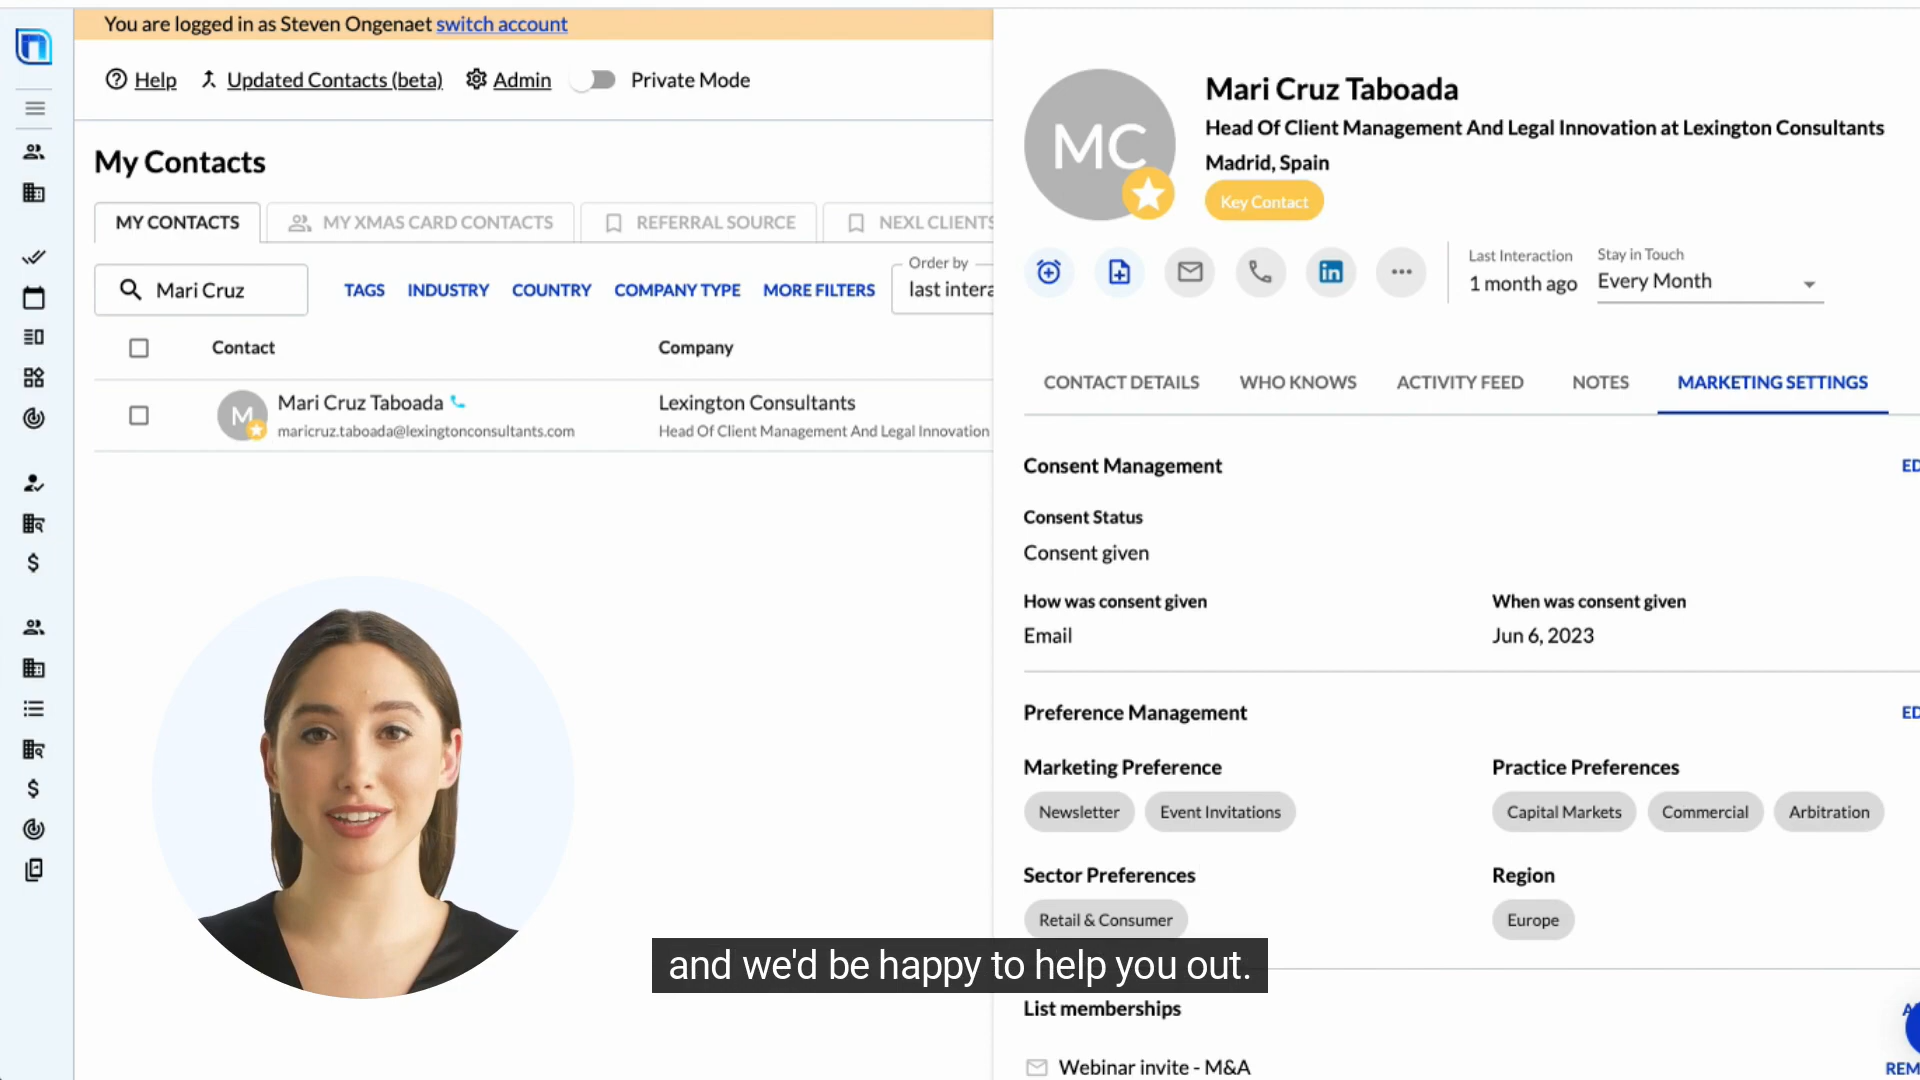 You are logged in as Steven Ongenaet switch account
Help
Updated Contacts (beta)
Admin
Private Mode
My Contacts
MY CONTACTS
MY XMAS CARD CONTACTS
REFERRAL SOURCE
NEXL CLIENTS
Mari Cruz
TAGS
INDUSTRY
COUNTRY
COMPANY TYPE
MORE FILTERS
Order by
last intera
Contact
Company
M
Mari Cruz Taboada
maricruz.taboada@lexingtonconsultants.com
Lexington Consultants
Head Of Client Management And Legal Innovation
MC
Mari Cruz Taboada
Head Of Client Management And Legal Innovation at Lexington Consultants
Madrid, Spain
Key Contact
in
Last Interaction
1 month ago
Stay in Touch
Every Month
CONTACT DETAILS
WHO KNOWS
ACTIVITY FEED
NOTES
MARKETING SETTINGS
Consent Management
Consent Status
Consent given
How was consent given
Email
When was consent given
Jun 6, 2023
Preference Management
Marketing Preference
Newsletter
Event Invitations
Practice Preferences
Capital Markets
Commercial
Arbitration
Sector Preferences
Retail & Consumer
Region
Europe
and we'd be happy to help you out.
List memberships
Webinar invite - M&A